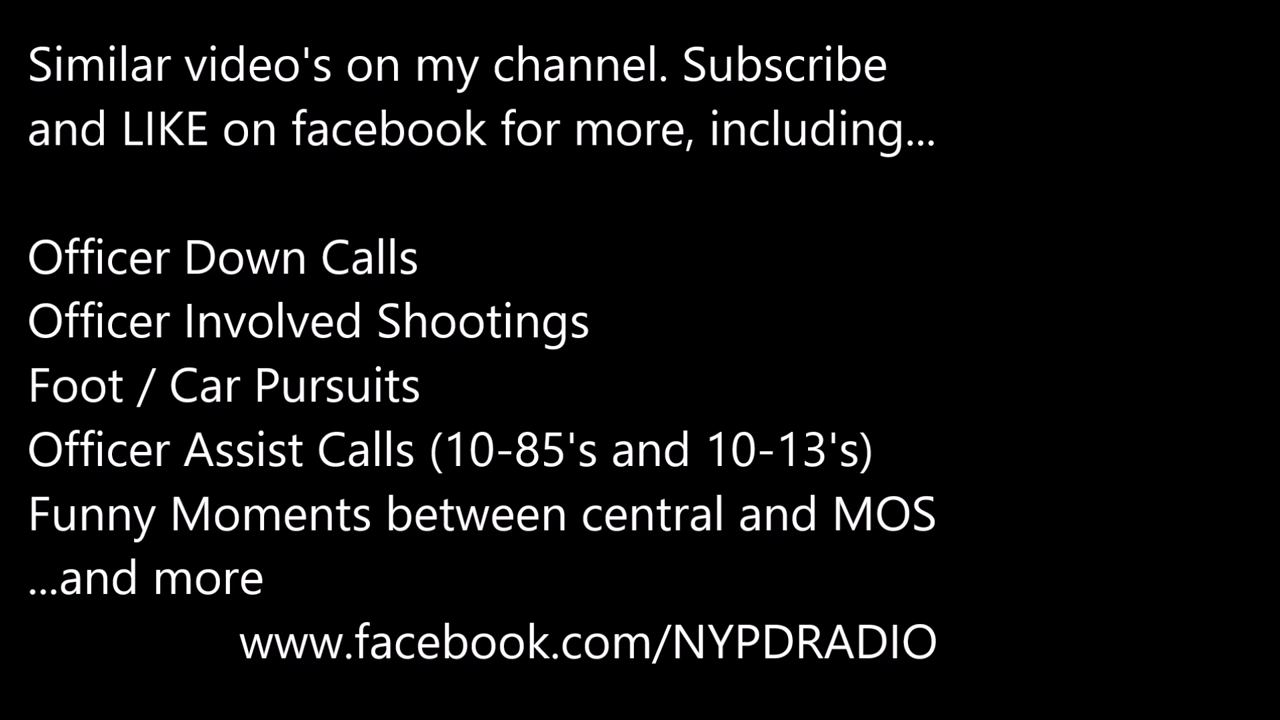 Similar video's on my channel. Subscribe
and LIKE on facebook for more, including...
Officer Down Calls
Officer Involved Shootings
Foot / Car Pursuits
Officer Assist Calls (10-85's and 10-13's)
Funny Moments between central and MOS
...and more
www.facebook.com/NYPDRADIO